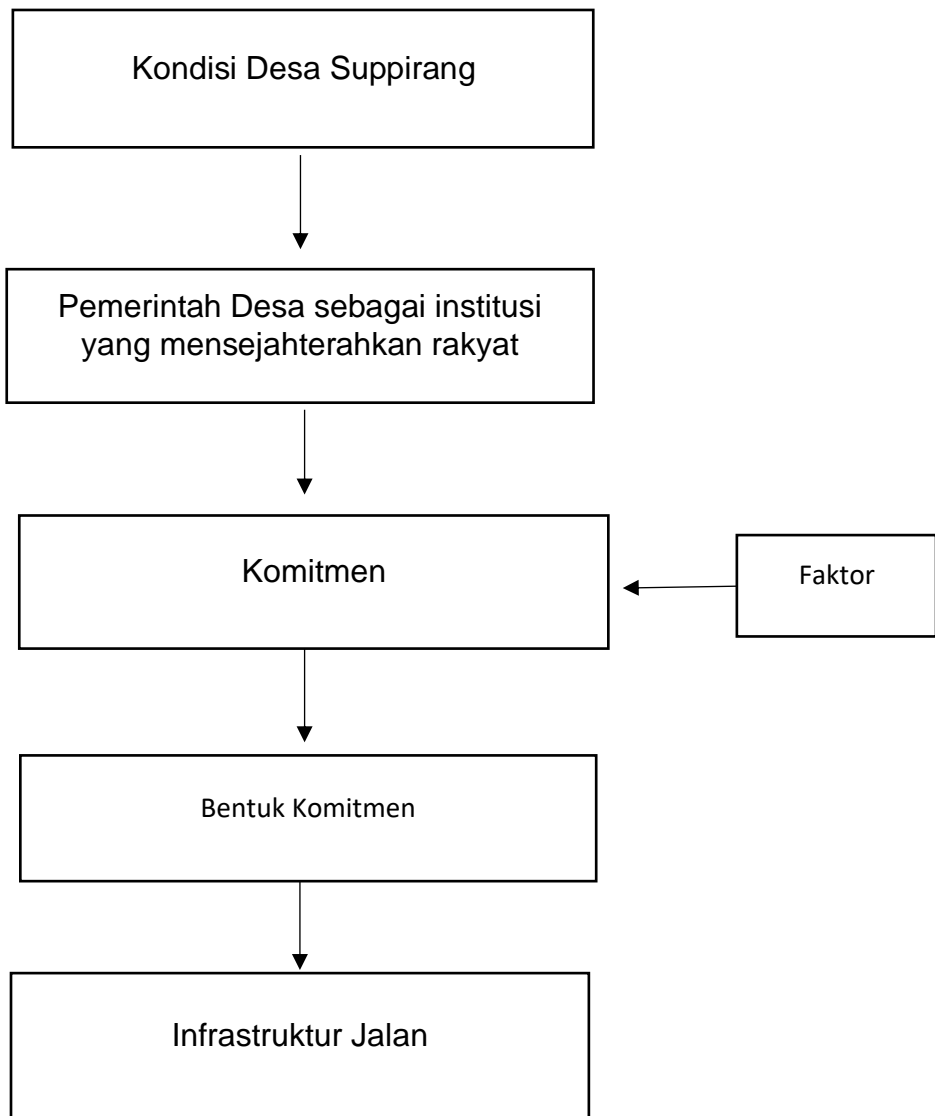 Kondisi Desa Suppirang
Pemerintah Desa sebagai institusi
yang mensejahterahkan rakyat
Komitmen
Faktor
Bentuk Komitmen
Infrastruktur Jalan